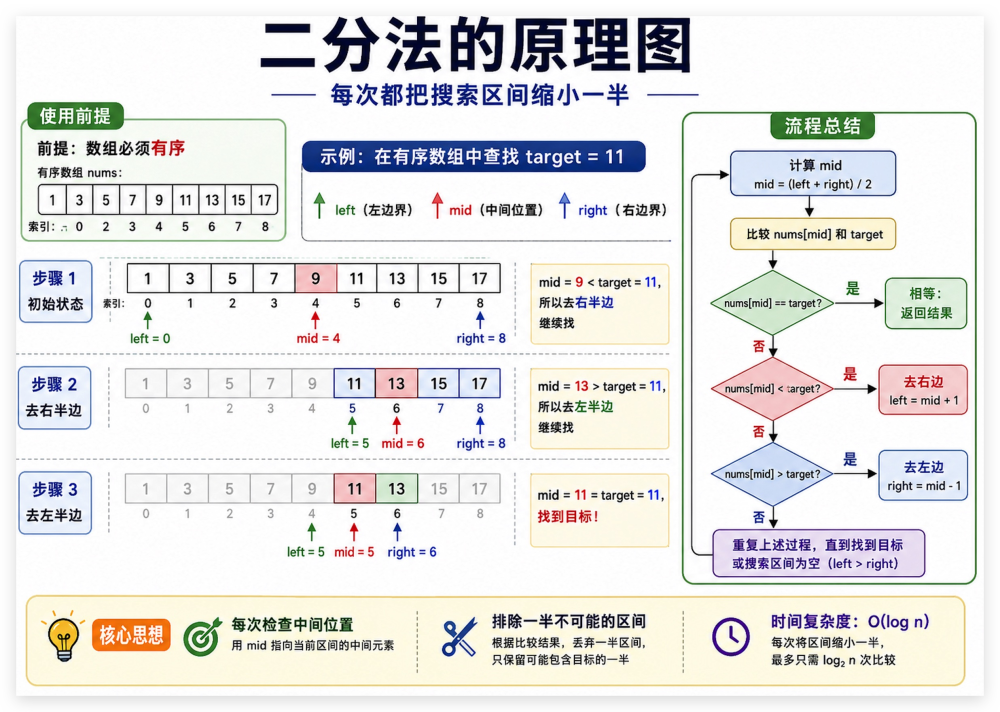 二分法的原理图
每次都把搜索区间缩小一半
使用前提
前提：数组必须有序
有序数组 nums：
1 3 5 7 9 11 13 15 17
索引： 0 2 3 4 5 6 7 8
示例：在有序数组中查找 target = 11
left（左边界） mid（中间位置） right（右边界）
步骤 1
初始状态
1 3 5 7 9 11 13 15 17
索引： 0 1 2 3 4 5 6 7 8
left = 0 mid = 4 right = 8
mid = 9 < target = 11,
所以去右半边
继续找
步骤 2
去右半边
1 3 5 7 9 11 13 15 17
0 1 2 3 4 5 6 7 8
left = 5 mid = 6 right = 8
mid = 13 > target = 11,
所以去左半边
继续找
步骤 3
去左半边
1 3 5 7 9 11 13 15 17
0 1 2 3 4 5 6 7 8
left = 5 mid = 5 right = 6
mid = 11 = target = 11,
找到目标！
流程总结
计算 mid
mid = (left + right) / 2
比较 nums[mid] 和 target
nums[mid] == target?
是
相等：
返回结果
否
nums[mid] < target?
是
去右边
left = mid + 1
否
nums[mid] > target?
是
去左边
right = mid - 1
否
重复上述过程，直到找到目标
或搜索区间为空（left > right）
核心思想
每次检查中间位置
用 mid 指向当前区间的中间元素
排除一半不可能的区间
根据比较结果，丢弃一半区间，
只保留可能包含目标的一半
时间复杂度：O(log n)
每次将区间缩小一半，
最多只需 log₂ n 次比较